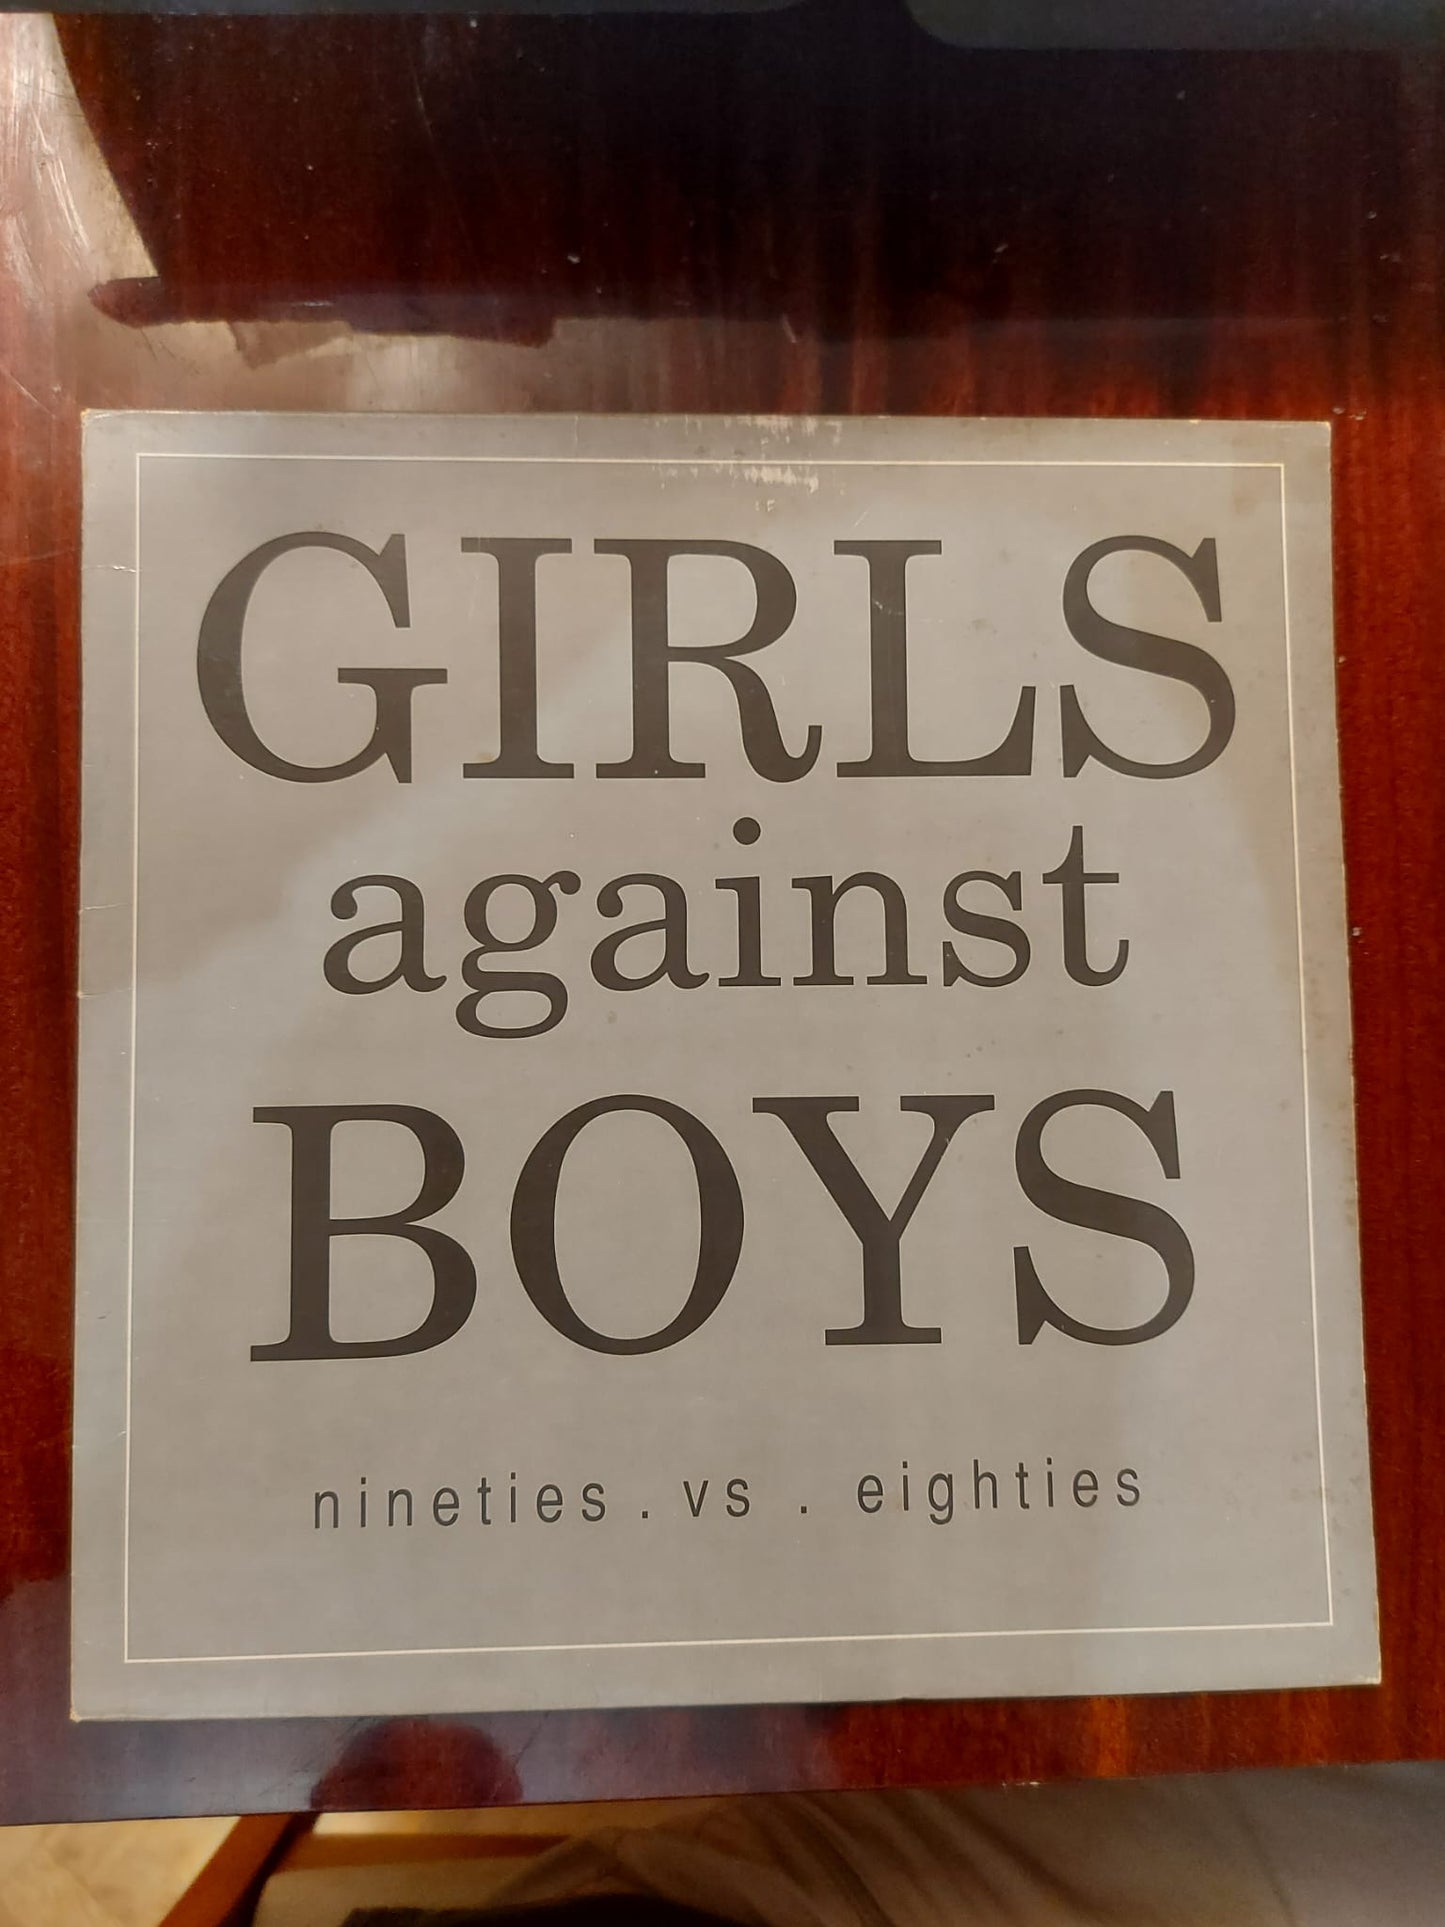 GIRLS
against
BOYS
nineties . vs . eighties